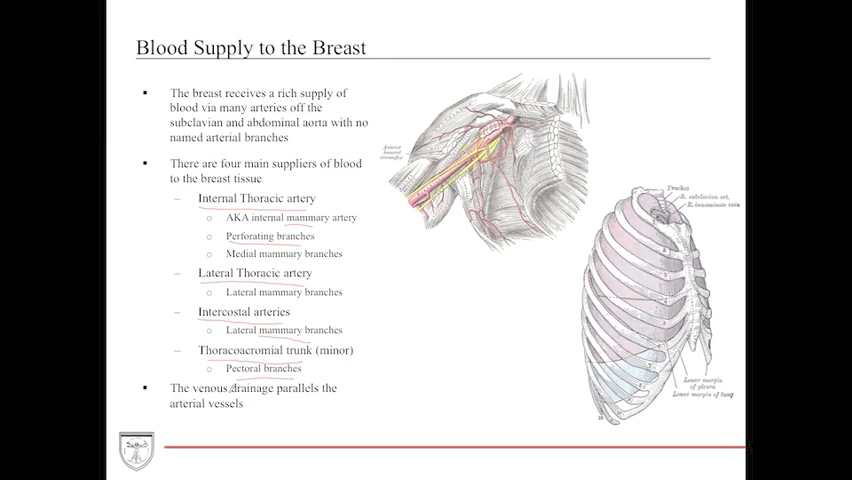 Blood Supply to the Breast
▪ The breast receives a rich supply of
blood via many arteries off the
subclavian and abdominal aorta with no
named arterial branches
▪ There are four main suppliers of blood
to the breast tissue
– Internal Thoracic artery
o AKA internal mammary artery
o Perforating branches
o Medial mammary branches
– Lateral Thoracic artery
o Lateral mammary branches
– Intercostal arteries
o Lateral mammary branches
– Thoracoacromial trunk (minor)
o Pectoral branches
▪ The venous drainage parallels the
arterial vessels
Anterior
humeral
circumflex
Trachea
R. subclavian art.
R. innominate vein
Lower margin
of pleura
Lower margin of lung